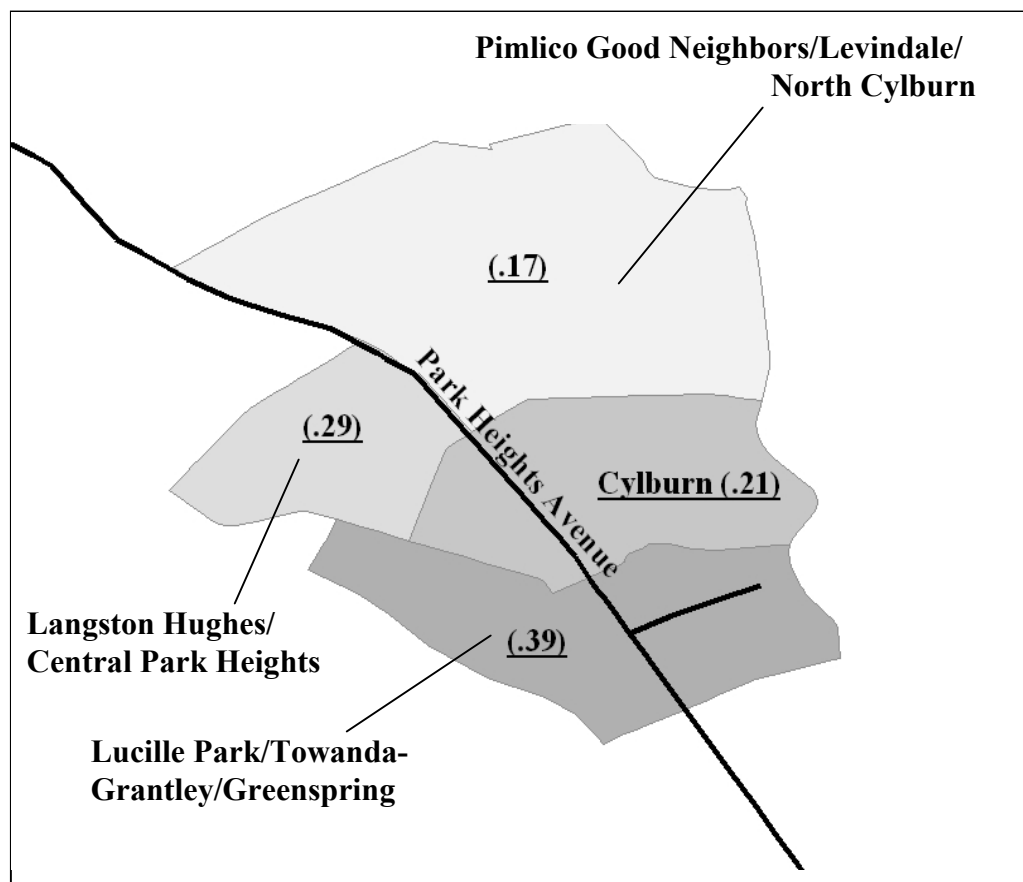 Pimlico Good Neighbors/Levindale/
North Cylburn
(.17)
Park Heights Avenue
(.29)
Cylburn (.21)
Langston Hughes/
Central Park Heights
(.39)
Lucille Park/Towanda-
Grantley/Greenspring